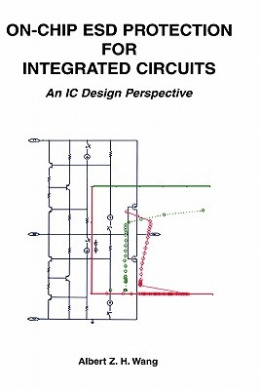 ON-CHIP ESD PROTECTION
FOR
INTEGRATED CIRCUITS
An IC Design Perspective
Albert Z. H. Wang